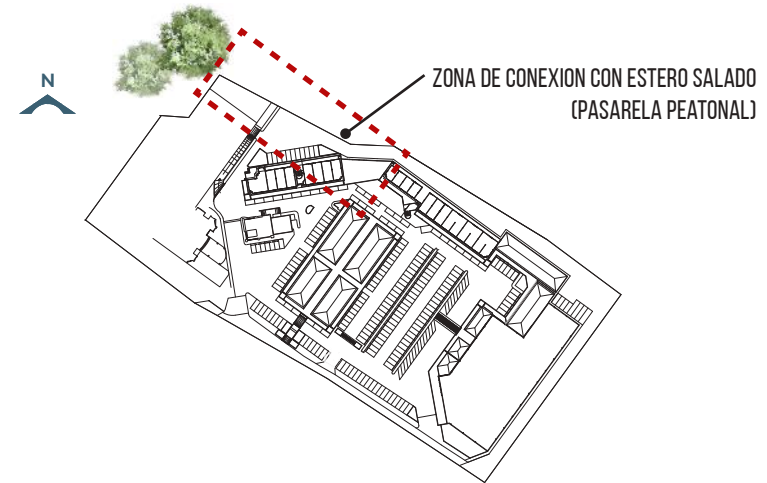 N
ZONA DE CONEXION CON ESTERO SALADO
(PASARELA PEATONAL)